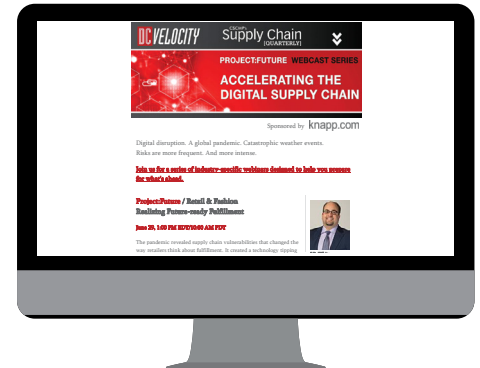 DC VELOCITY
CSCMP's
Supply Chain
[QUARTERLY]
PROJECT:FUTURE WEBCAST SERIES
ACCELERATING THE
DIGITAL SUPPLY CHAIN
Sponsored by knapp.com
Digital disruption. A global pandemic. Catastrophic weather events.
Risks are more frequent. And more intense.
Join us for a series of industry-specific webinars designed to help you prepare
for what's ahead.
Project:Future / Retail & Fashion
Realizing Future-ready Fulfillment
June 29, 1:00 PM EDT/10:00 AM PDT
The pandemic revealed supply chain vulnerabilities that changed the
way retailers think about fulfillment. It created a technology tipping